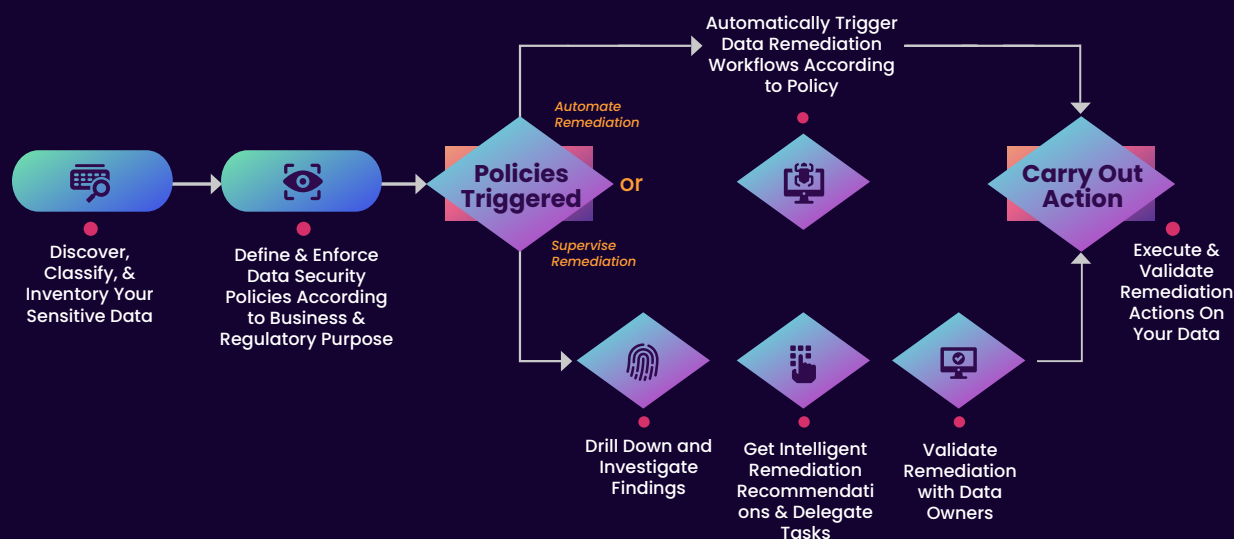 Automatically Trigger
Data Remediation
Workflows According
to Policy
Automate
Remediation
Policies
Triggered
or
Carry Out
Action
Discover,
Classify, &
Inventory Your
Sensitive Data
Define & Enforce
Data Security
Policies According
to Business &
Regulatory Purpose
Supervise
Remediation
Execute &
Validate
Remediation
Actions On
Your Data
Drill Down and
Investigate
Findings
Get Intelligent
Remediation
Recommendati
ons & Delegate
Tasks
Validate
Remediation
with Data
Owners